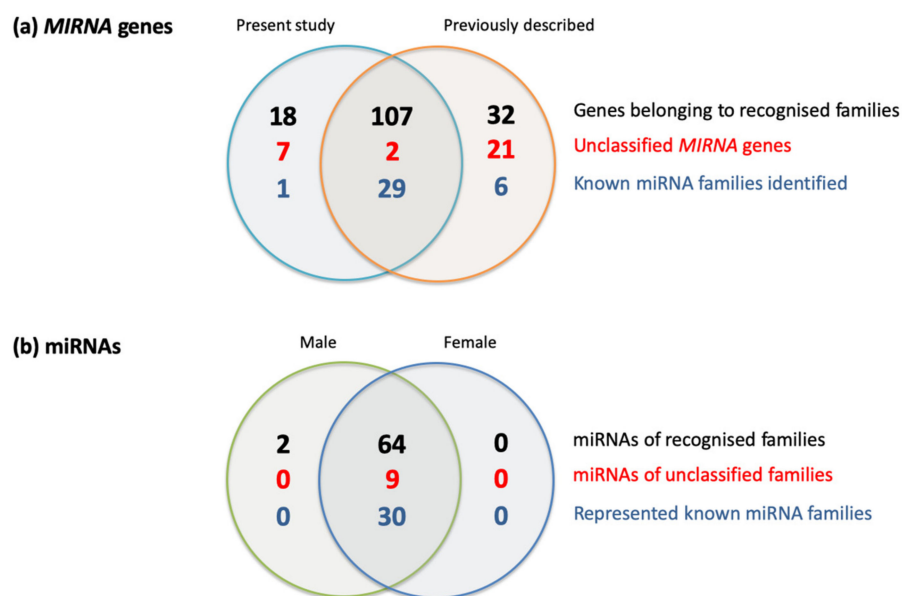 (a) MIRNA genes
Present study
Previously described
18 107 32 Genes belonging to recognised families
7 2 21 Unclassified MIRNA genes
1 29 6 Known miRNA families identified
(b) miRNAs
Male
Female
2 64 0 miRNAs of recognised families
0 9 0 miRNAs of unclassified families
0 30 0 Represented known miRNA families